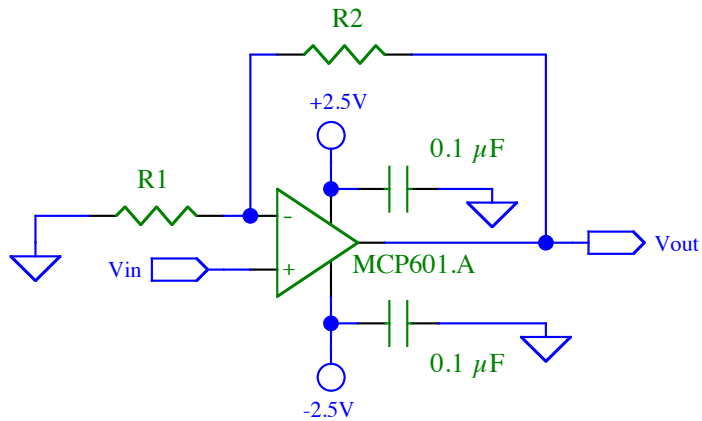 R2
+2.5V
0.1 µF
R1
-
Vin
+
MCP601.A
Vout
0.1 µF
-2.5V